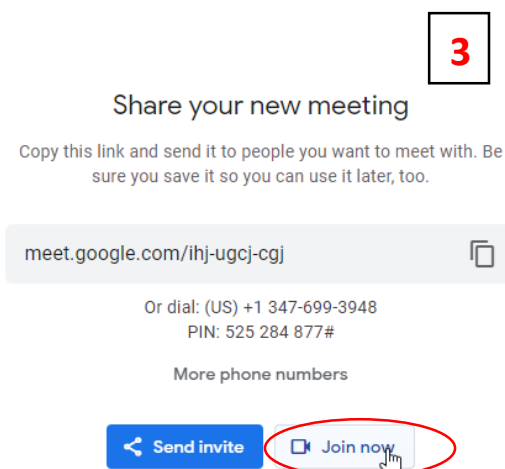 3
Share your new meeting
Copy this link and send it to people you want to meet with. Be
sure you save it so you can use it later, too.
meet.google.com/ihj-ugcj-cgj
Or dial: (US) +1 347-699-3948
PIN: 525 284 877#
More phone numbers
Send invite
Join now